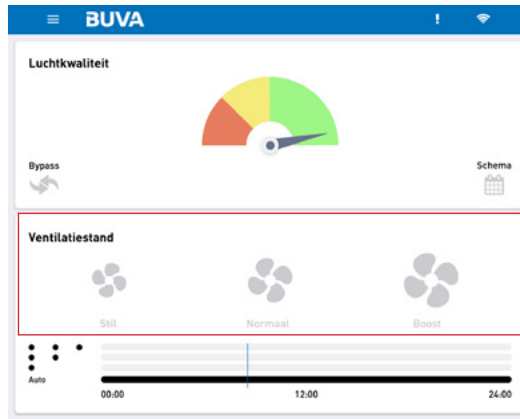 BUVA
Luchtkwaliteit
Bypass
Schema
Ventilatiestand
Stil
Normaal
Boost
Auto
00:00
12:00
24:00